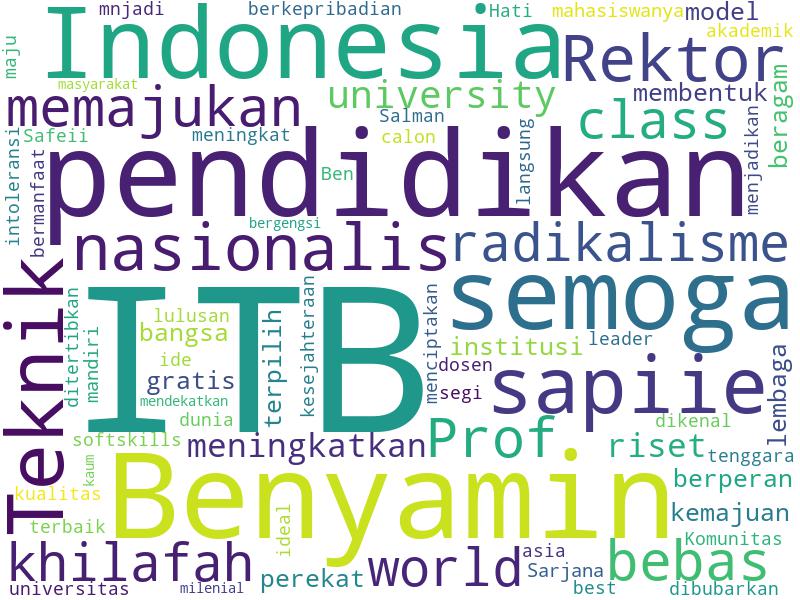 mnjadi
berkepribadian
Hati
mahasiswanya
model
akademik
maju
Indonesia
Rektor
masyarakat
memajukan
university
membentuk
beragam
Salman
class
Safeii
meningkat
calon
intoleransi
bermanfaat
pendidikan
Ben
langsung
menjadikan
bergengsi
nasionalis
radikalisme
Teknik
ITB
semoga
ditertibkan
mandiri
lulusan
bangsa
ide
gratis
mendekatkan
dunia
terpilih
kesejahteraan
menciptakan
institusi
leader
dosen
segi
sapiie
lembaga
softskills
meningkatkan
Prof
dikenal
riset
tenggara
kaum
kualitas
Benyamin
berperan
terbaik
ideal
kemajuan
Komunitas
khilafah
perekat
world
asia
Sarjana
bebas
universitas
milenial
best
dibubarkan